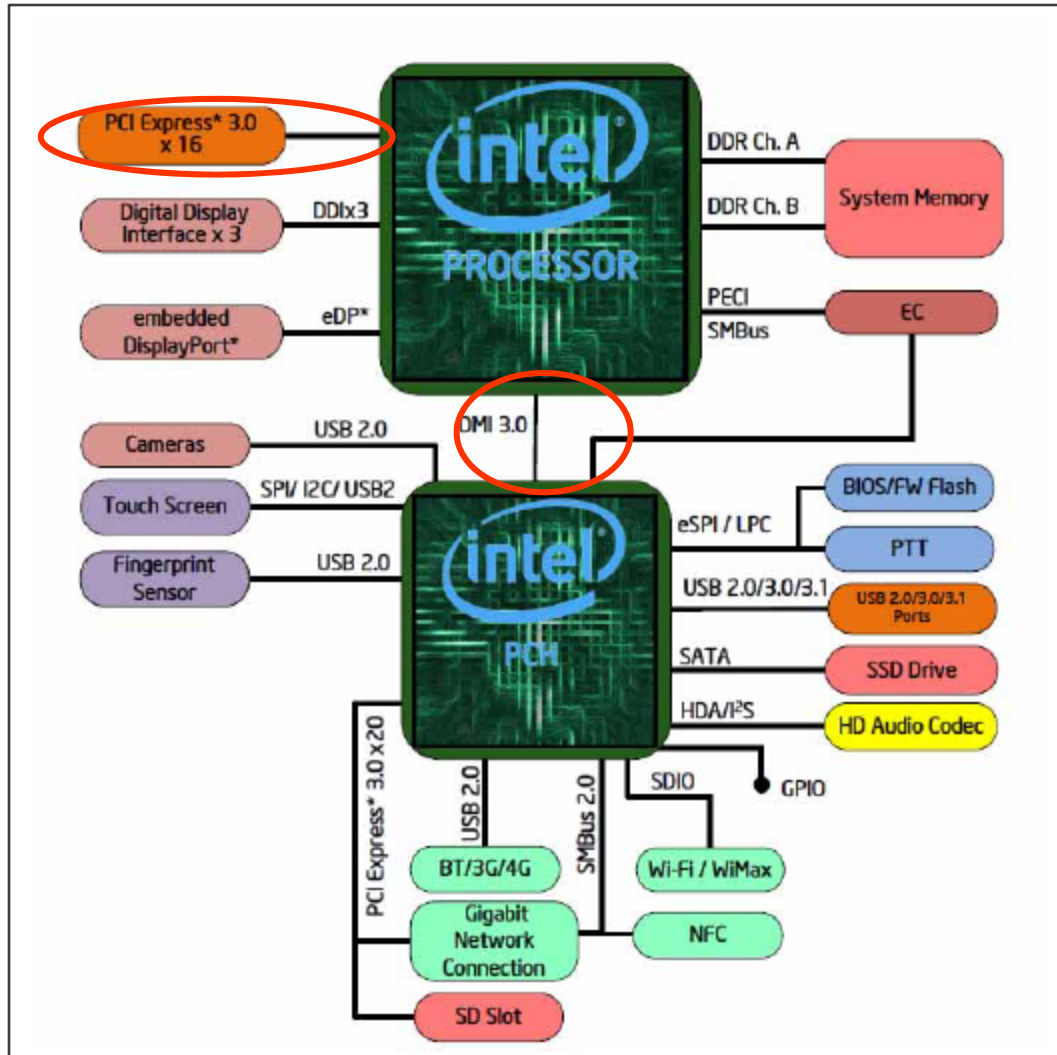 PCI Express* 3.0
x 16
intel®
PROCESSOR
DDR Ch. A
System Memory
DDR Ch. B
Digital Display
Interface x 3
DDIx3
PECI
SMBus
EC
embedded
DisplayPort*
eDP*
DMI 3.0
Cameras
USB 2.0
Touch Screen
SPI/ I2C/ USB2
Fingerprint
Sensor
USB 2.0
intel®
PCH
eSPI / LPC
BIOS/FW Flash
PTT
USB 2.0/3.0/3.1
USB 2.0/3.0/3.1
Ports
SATA
SSD Drive
HDA/I²S
HD Audio Codec
GPIO
PCI Express* 3.0 x20
USB 2.0
SMBus 2.0
SDIO
BT/3G/4G
Wi-Fi / WiMax
Gigabit
Network
Connection
NFC
SD Slot